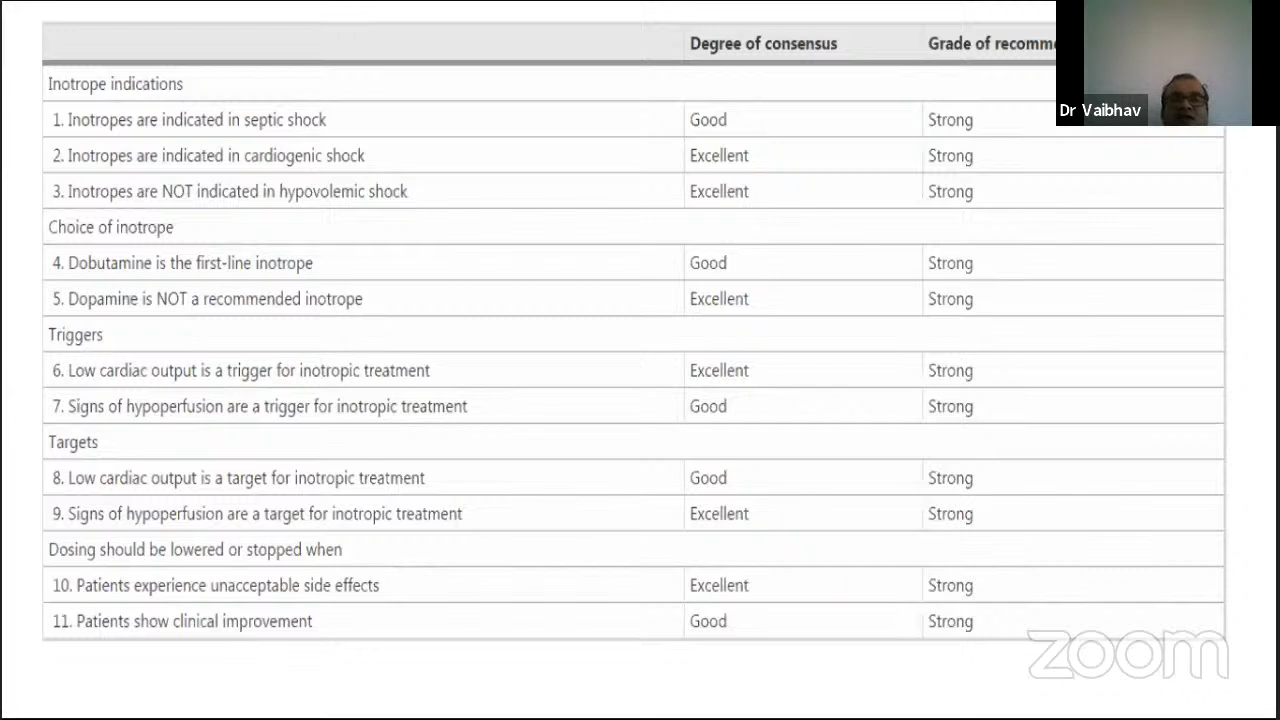 Degree of consensus Grade of recomm
Inotrope indications
1. Inotropes are indicated in septic shock Good Strong
2. Inotropes are indicated in cardiogenic shock Excellent Strong
3. Inotropes are NOT indicated in hypovolemic shock Excellent Strong
Choice of inotrope
4. Dobutamine is the first-line inotrope Good Strong
5. Dopamine is NOT a recommended inotrope Excellent Strong
Triggers
6. Low cardiac output is a trigger for inotropic treatment Excellent Strong
7. Signs of hypoperfusion are a trigger for inotropic treatment Good Strong
Targets
8. Low cardiac output is a target for inotropic treatment Good Strong
9. Signs of hypoperfusion are a target for inotropic treatment Excellent Strong
Dosing should be lowered or stopped when
10. Patients experience unacceptable side effects Excellent Strong
11. Patients show clinical improvement Good Strong
Dr Vaibhav
zoom